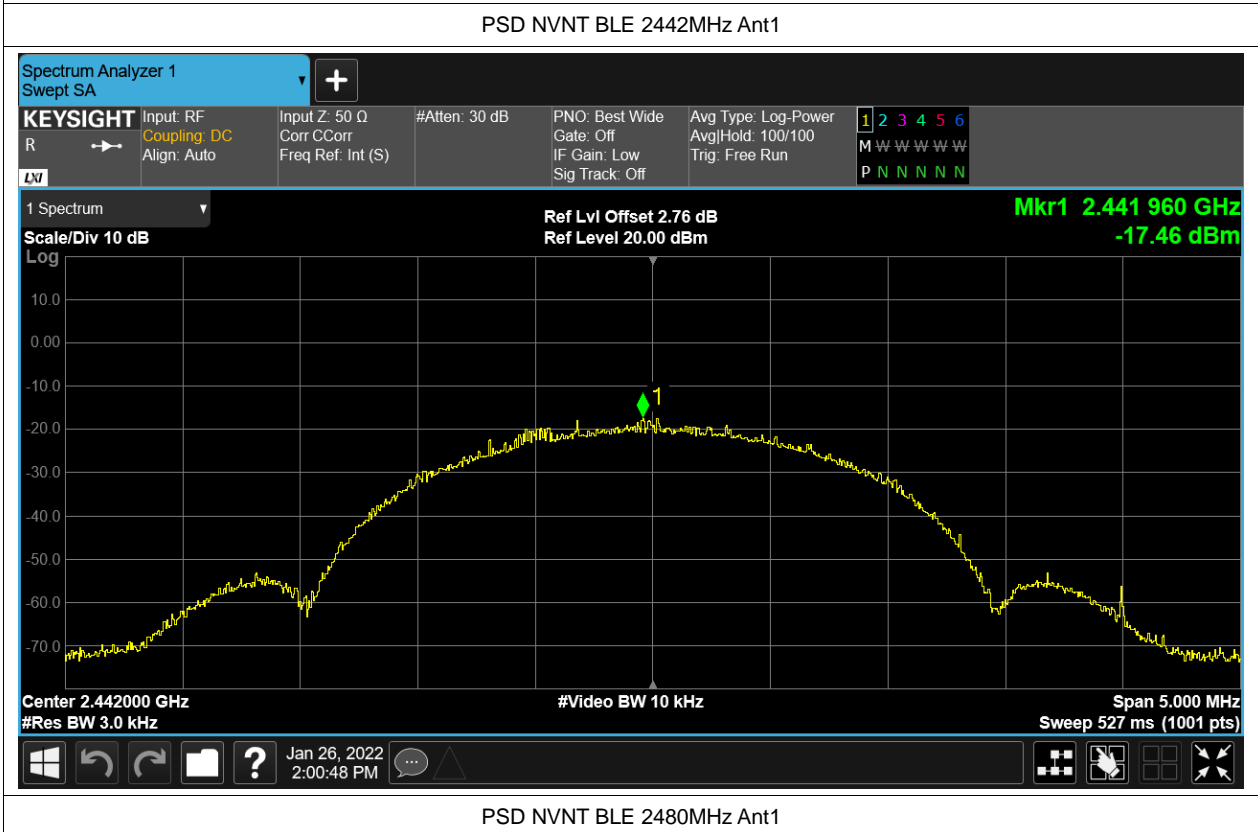 PSD NVNT BLE 2442MHz Ant1
Spectrum Analyzer 1
Swept SA
KEYSIGHT
R
LXI
Input: RF
Coupling: DC
Align: Auto
Input Z: 50 Ω
Corr CCorr
Freq Ref: Int (S)
#Atten: 30 dB
PNO: Best Wide
Gate: Off
IF Gain: Low
Sig Track: Off
Avg Type: Log-Power
Avg|Hold: 100/100
Trig: Free Run
1 2 3 4 5 6
M W W W W W
P N N N N N
1 Spectrum
Scale/Div 10 dB
Log
Ref Lvl Offset 2.76 dB
Ref Level 20.00 dBm
Mkr1 2.441 960 GHz
-17.46 dBm
10.0
0.00
-10.0
1
-20.0
-30.0
-40.0
-50.0
-60.0
-70.0
Center 2.442000 GHz
#Res BW 3.0 kHz
#Video BW 10 kHz
Span 5.000 MHz
Sweep 527 ms (1001 pts)
?
Jan 26, 2022
2:00:48 PM
PSD NVNT BLE 2480MHz Ant1